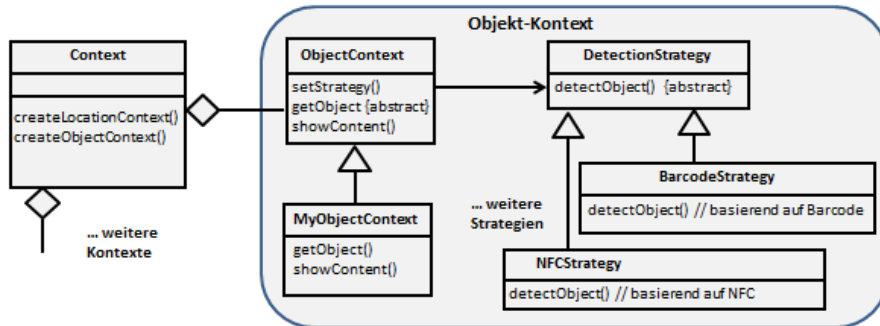 Objekt-Kontext
Context
createLocationContext()
createObjectContext()
... weitere
Kontexte
ObjectContext
setStrategy()
getObject {abstract}
showContent()
MyObjectContext
getObject()
showContent()
DetectionStrategy
detectObject() {abstract}
... weitere
Strategien
BarcodeStrategy
detectObject() // basierend auf Barcode
NFCStrategy
detectObject() // basierend auf NFC